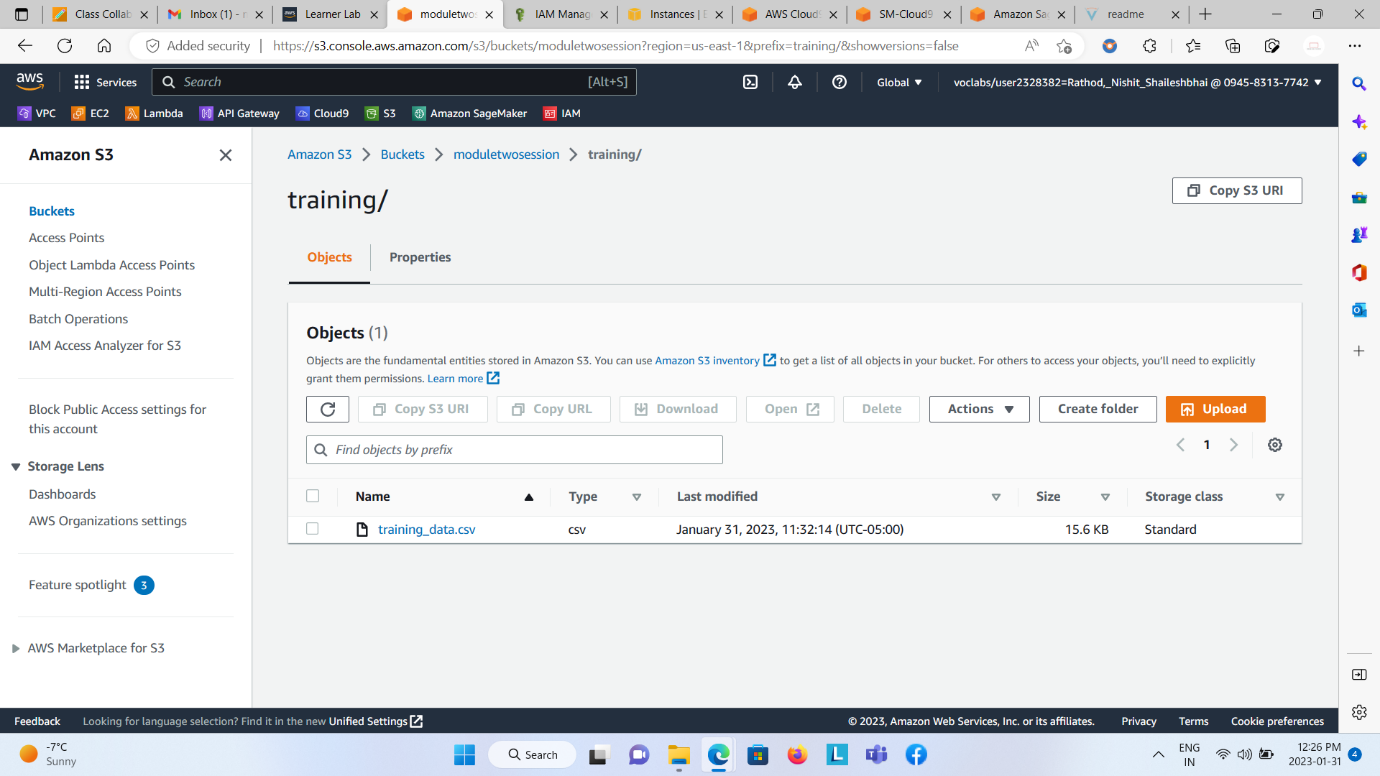 Class Collab
Inbox (1) - r
Learner Lab
moduletwos
IAM Manag
Instances | E
AWS Cloud
SM-Cloud9
Amazon Sa
readme
Added security
https://s3.console.aws.amazon.com/s3/buckets/moduletwosession?region=us-east-1&prefix=training/&showversions=false
aws
Services
Search
[Alt+S]
Global
voclabs/user2328382=Rathod,_Nishit_Shaileshbhai @ 0945-8313-7742
VPC
EC2
Lambda
API Gateway
Cloud9
S3
Amazon SageMaker
IAM
Amazon S3
Buckets
Access Points
Object Lambda Access Points
Multi-Region Access Points
Batch Operations
IAM Access Analyzer for S3
Block Public Access settings for
this account
Storage Lens
Dashboards
AWS Organizations settings
Feature spotlight 3
AWS Marketplace for S3
Amazon S3 > Buckets > moduletwosession > training/
training/
Copy S3 URI
Objects
Properties
Objects (1)
Objects are the fundamental entities stored in Amazon S3. You can use Amazon S3 inventory to get a list of all objects in your bucket. For others to access your objects, you'll need to explicitly
grant them permissions. Learn more
Copy S3 URI
Copy URL
Download
Open
Delete
Actions
Create folder
Upload
Find objects by prefix
1
Name
Type
Last modified
Size
Storage class
training_data.csv
csv
January 31, 2023, 11:32:14 (UTC-05:00)
15.6 KB
Standard
Feedback
Looking for language selection? Find it in the new Unified Settings
© 2023, Amazon Web Services, Inc. or its affiliates.
Privacy
Terms
Cookie preferences
-7°C
Sunny
Search
ENG
IN
12:26 PM
2023-01-31
4